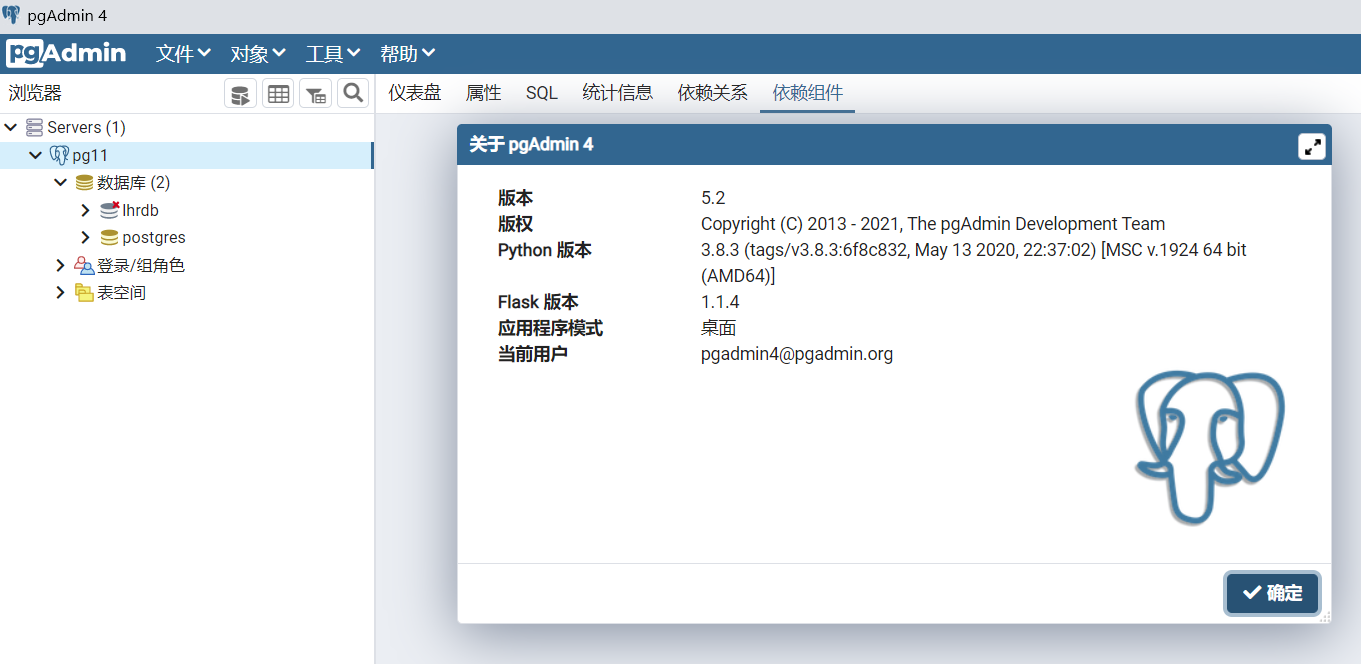 pgAdmin 4
pgAdmin 文件 对象 工具 帮助
浏览器
仪表盘 属性 SQL 统计信息 依赖关系 依赖组件
Servers (1)
pg11
数据库 (2)
lhrdb
postgres
登录/组角色
表空间
关于 pgAdmin 4
版本 5.2
版权 Copyright (C) 2013 - 2021, The pgAdmin Development Team
Python 版本 3.8.3 (tags/v3.8.3:6f8c832, May 13 2020, 22:37:02) [MSC v.1924 64 bit
(AMD64)]
Flask 版本 1.1.4
应用程序模式 桌面
当前用户 pgadmin4@pgadmin.org
确定